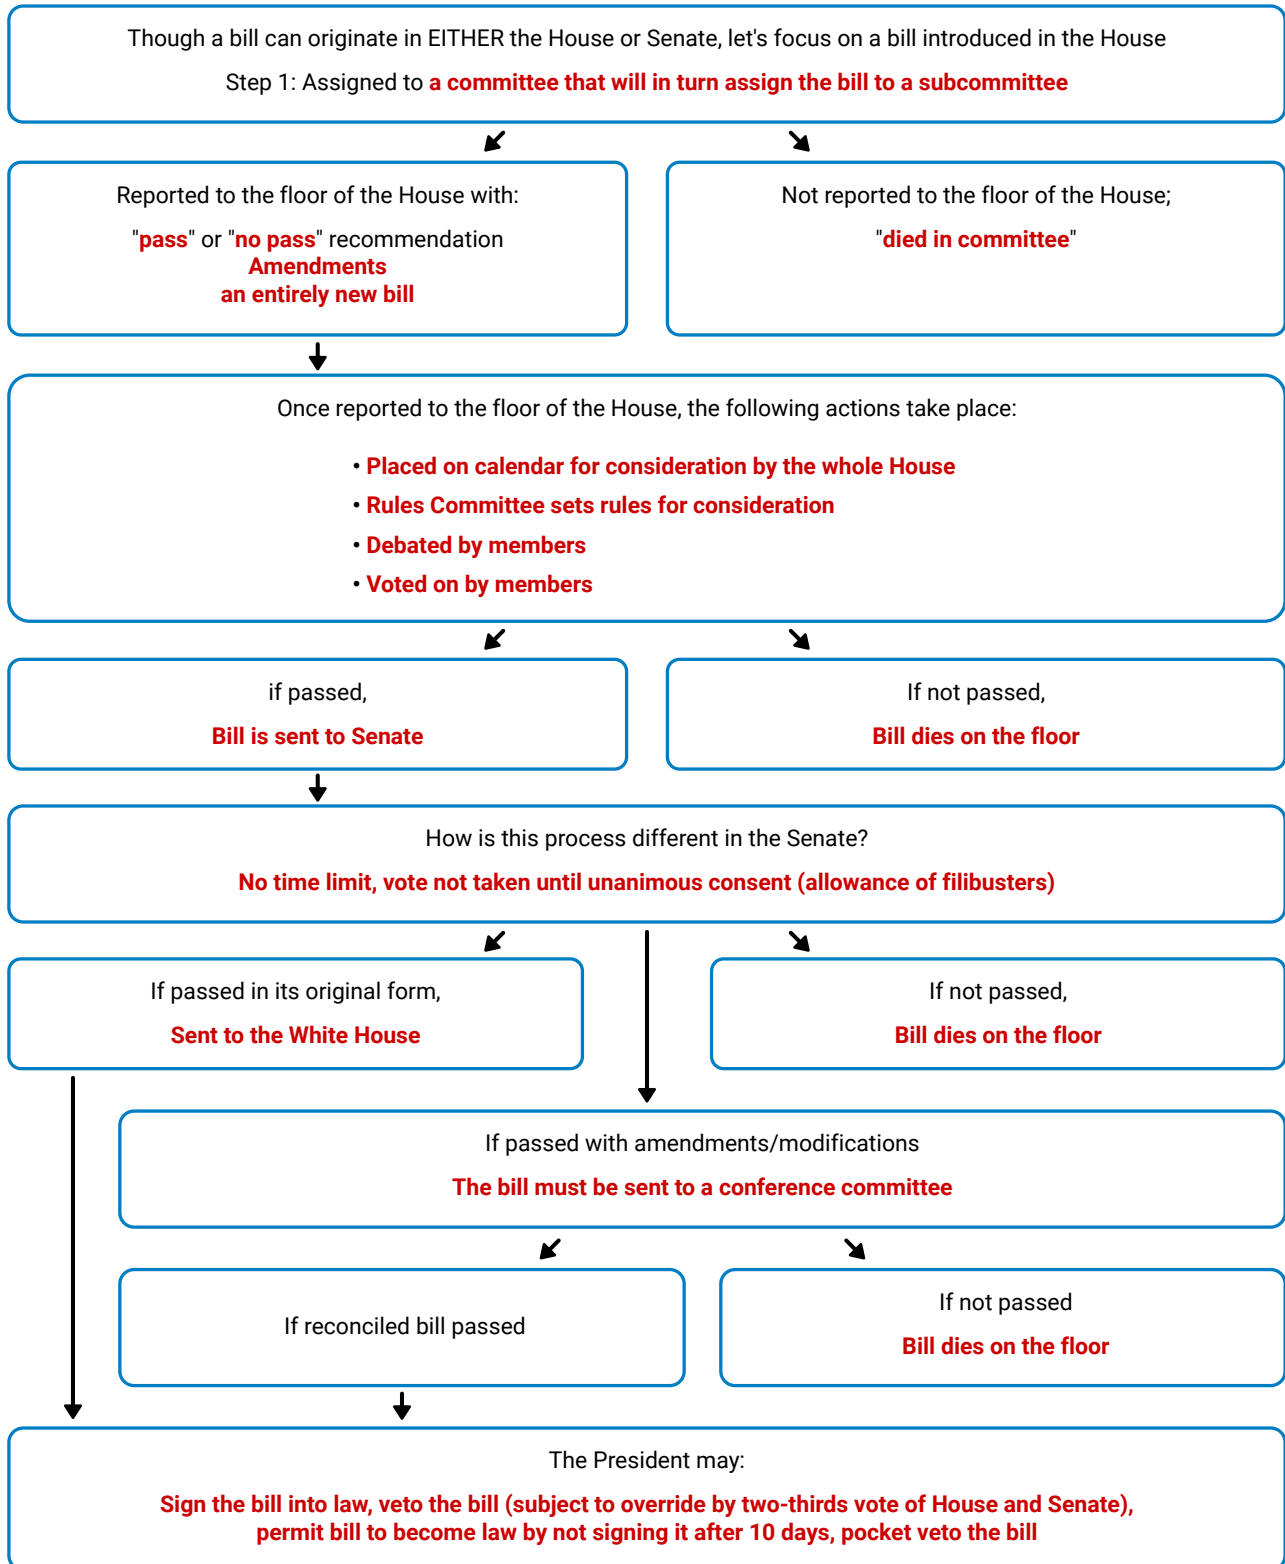 Though a bill can originate in EITHER the House or Senate, let's focus on a bill introduced in the House
Step 1: Assigned to a committee that will in turn assign the bill to a subcommittee
Reported to the floor of the House with:
"pass" or "no pass" recommendation
Amendments
an entirely new bill
Not reported to the floor of the House;
"died in committee"
Once reported to the floor of the House, the following actions take place:
• Placed on calendar for consideration by the whole House
• Rules Committee sets rules for consideration
• Debated by members
• Voted on by members
if passed,
Bill is sent to Senate
If not passed,
Bill dies on the floor
How is this process different in the Senate?
No time limit, vote not taken until unanimous consent (allowance of filibusters)
If passed in its original form,
Sent to the White House
If not passed,
Bill dies on the floor
If passed with amendments/modifications
The bill must be sent to a conference committee
If reconciled bill passed
If not passed
Bill dies on the floor
The President may:
Sign the bill into law, veto the bill (subject to override by two-thirds vote of House and Senate),
permit bill to become law by not signing it after 10 days, pocket veto the bill